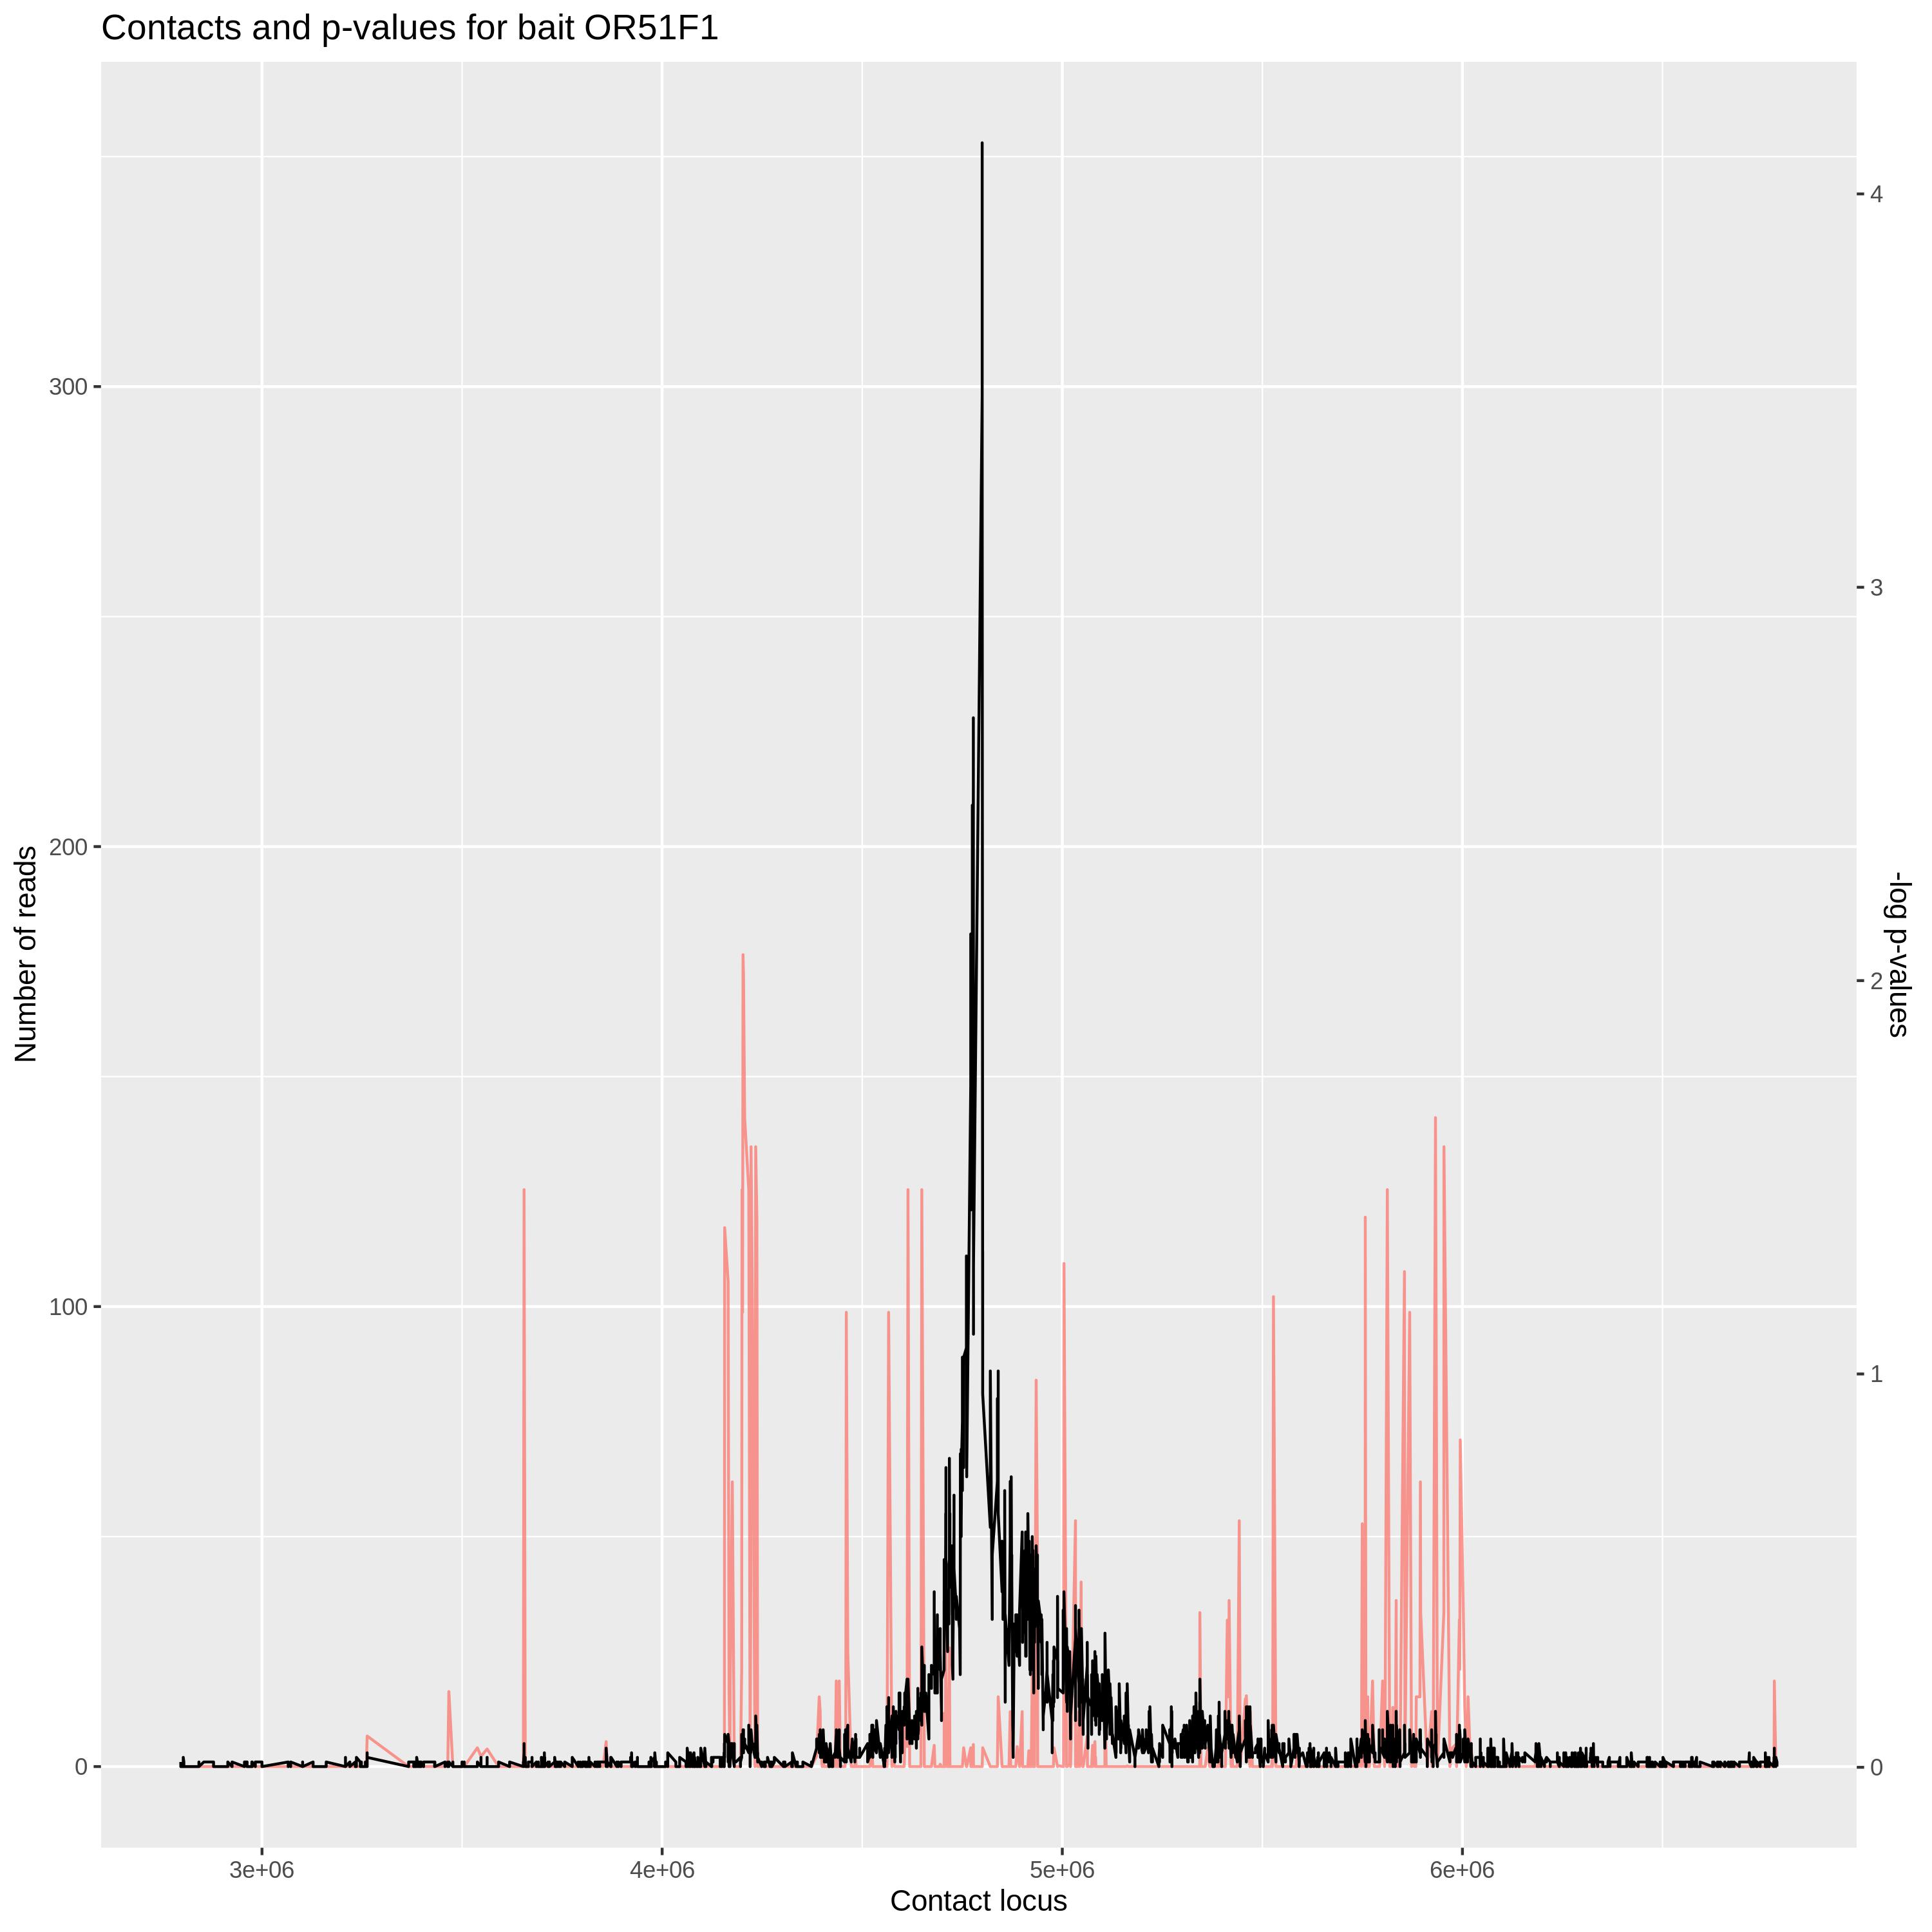 Contacts and p-values for bait OR51F1
300
200
100
0
Number of reads
4
3
2
1
0
-log p-values
3e+06
4e+06
5e+06
6e+06
Contact locus